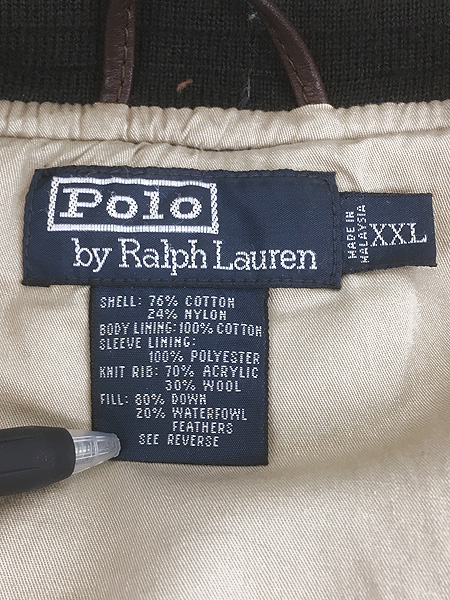 Polo
by Ralph Lauren
MADE IN
MALAYSIA
XXL
SHELL: 76% COTTON
24% NYLON
BODY LINING: 100% COTTON
SLEEVE LINING:
100% POLYESTER
KNIT RIB: 70% ACRYLIC
30% WOOL
FILL: 80% DOWN
20% WATERFOWL
FEATHERS
SEE REVERSE